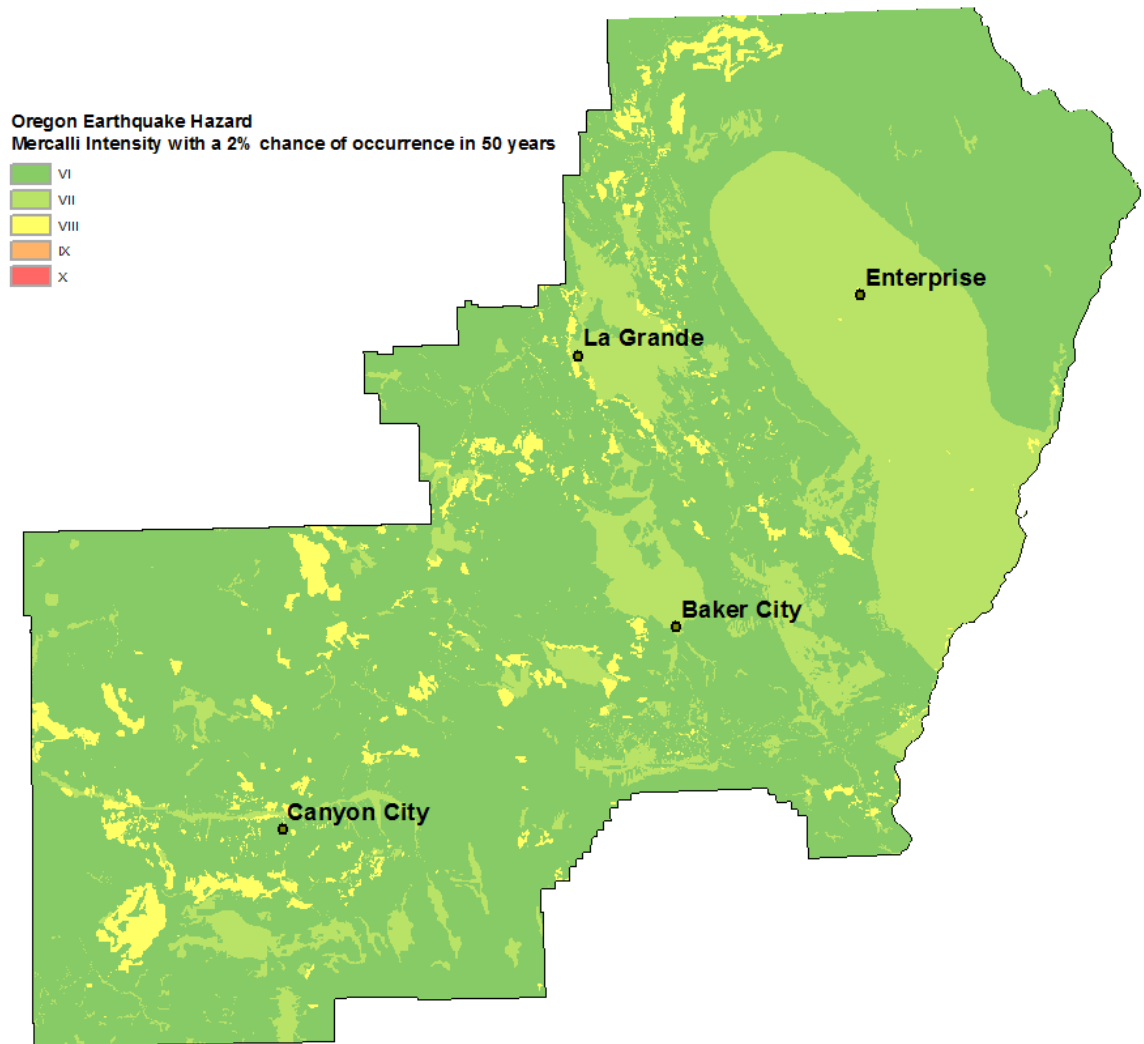 Oregon Earthquake Hazard
Mercalli Intensity with a 2% chance of occurrence in 50 years
VI
VII
VIII
IX
X
Enterprise
La Grande
Baker City
Canyon City